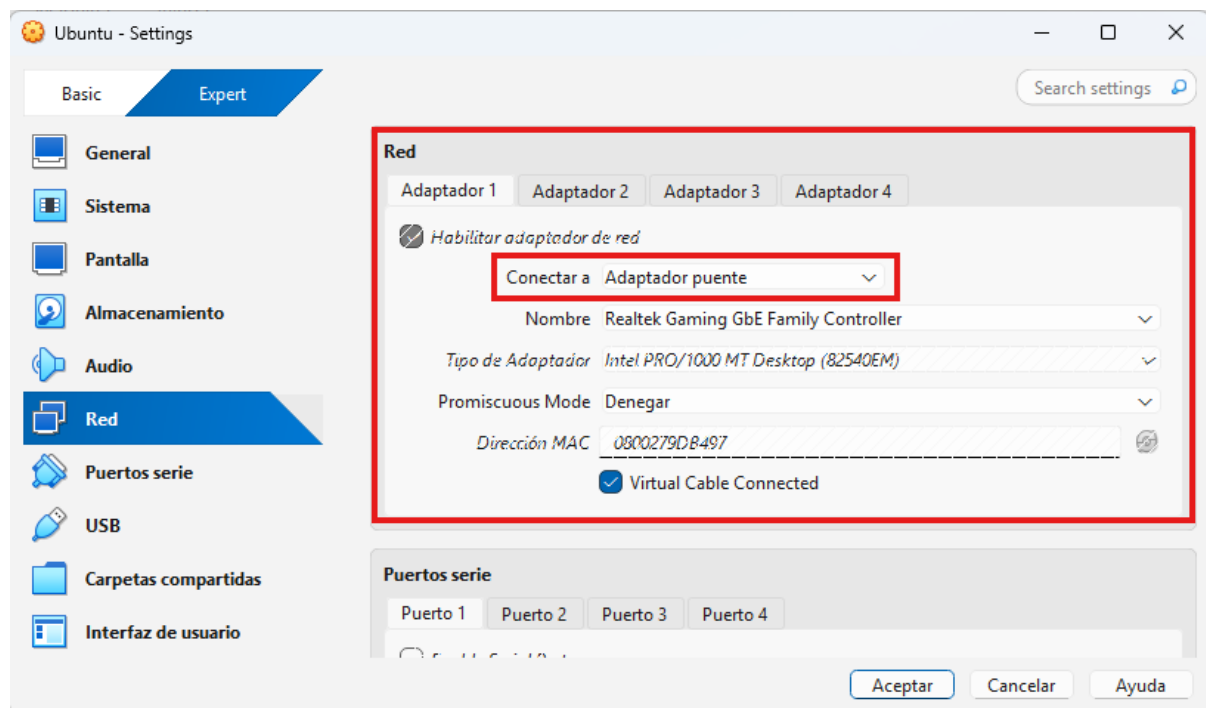 Ubuntu - Settings
Basic Expert Search settings
General
Sistema
Pantalla
Almacenamiento
Audio
Red
Puertos serie
USB
Carpetas compartidas
Interfaz de usuario
Red
Adaptador 1 Adaptador 2 Adaptador 3 Adaptador 4
Habilitar adaptador de red
Conectar a Adaptador puente
Nombre Realtek Gaming GbE Family Controller
Tipo de Adaptador Intel PRO/1000 MT Desktop (82540EM)
Promiscuous Mode Denegar
Dirección MAC 0800279DB497
Virtual Cable Connected
Puertos serie
Puerto 1 Puerto 2 Puerto 3 Puerto 4
Aceptar Cancelar Ayuda